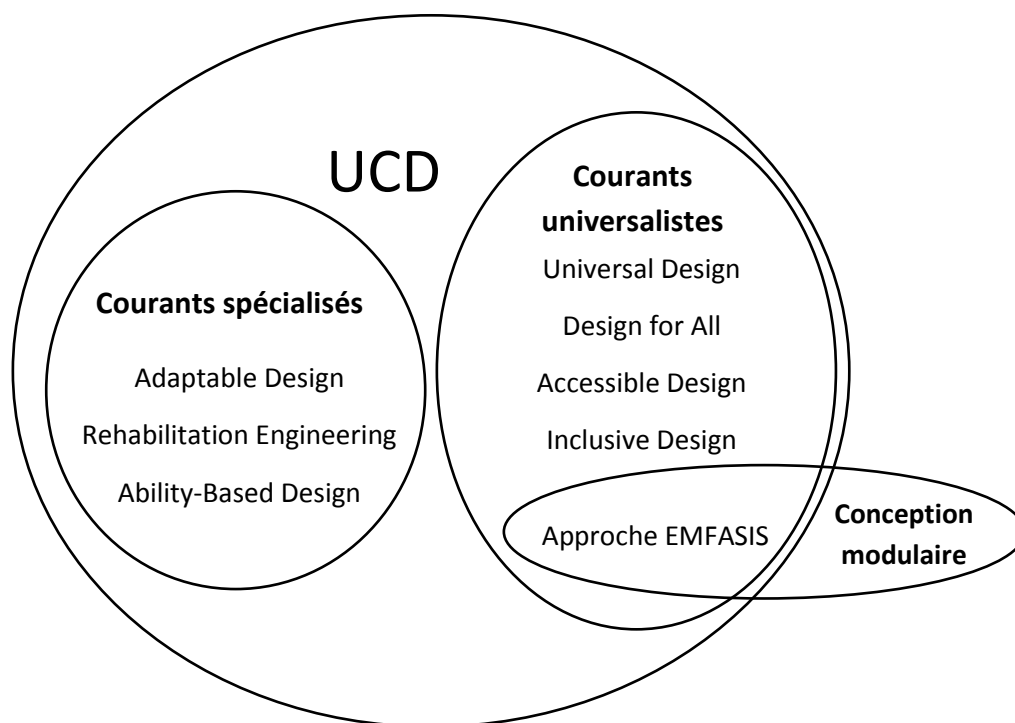 UCD
Courants spécialisés
Adaptable Design
Rehabilitation Engineering
Ability-Based Design
Courants
universalistes
Universal Design
Design for All
Accessible Design
Inclusive Design
Approche EMFASIS
Conception
modulaire